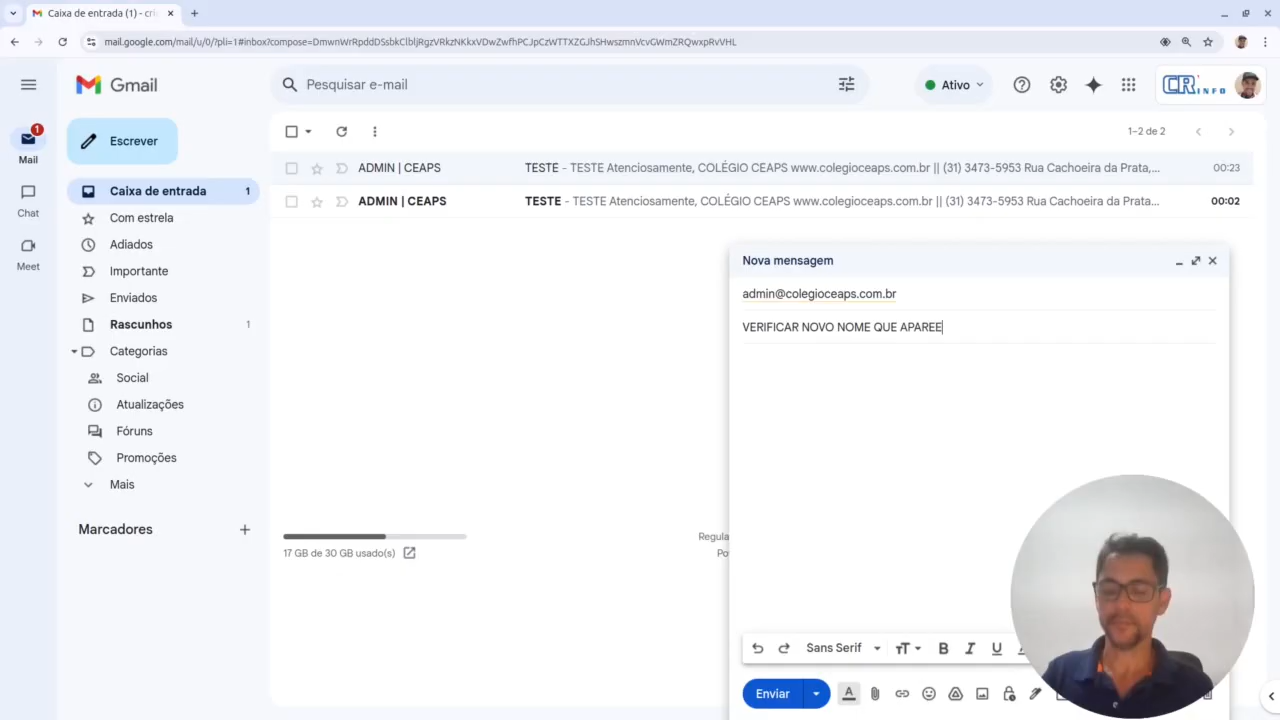 Caixa de entrada (1) - cri
mail.google.com/mail/u/0/?pli=1#inbox?compose=DmwnWrRpddDSsbkClbljRgzVRkzNKkxVDwZwfhPCJpCzWTTXZGJhSHwszmnVcvGWmZRQwxpRvVHL
Gmail
Pesquisar e-mail
Ativo
CR INFO
1
Mail
Chat
Meet
Escrever
Caixa de entrada 1
Com estrela
Adiados
Importante
Enviados
Rascunhos 1
Categorias
Social
Atualizações
Fóruns
Promoções
Mais
Marcadores
1–2 de 2
ADMIN | CEAPS TESTE - TESTE Atenciosamente, COLÉGIO CEAPS www.colegioceaps.com.br || (31) 3473-5953 Rua Cachoeira da Prata,... 00:23
ADMIN | CEAPS TESTE - TESTE Atenciosamente, COLÉGIO CEAPS www.colegioceaps.com.br || (31) 3473-5953 Rua Cachoeira da Prata... 00:02
17 GB de 30 GB usado(s)
Regula
Po
Nova mensagem
admin@colegioceaps.com.br
VERIFICAR NOVO NOME QUE APAREE
Sans Serif
B I U
Enviar